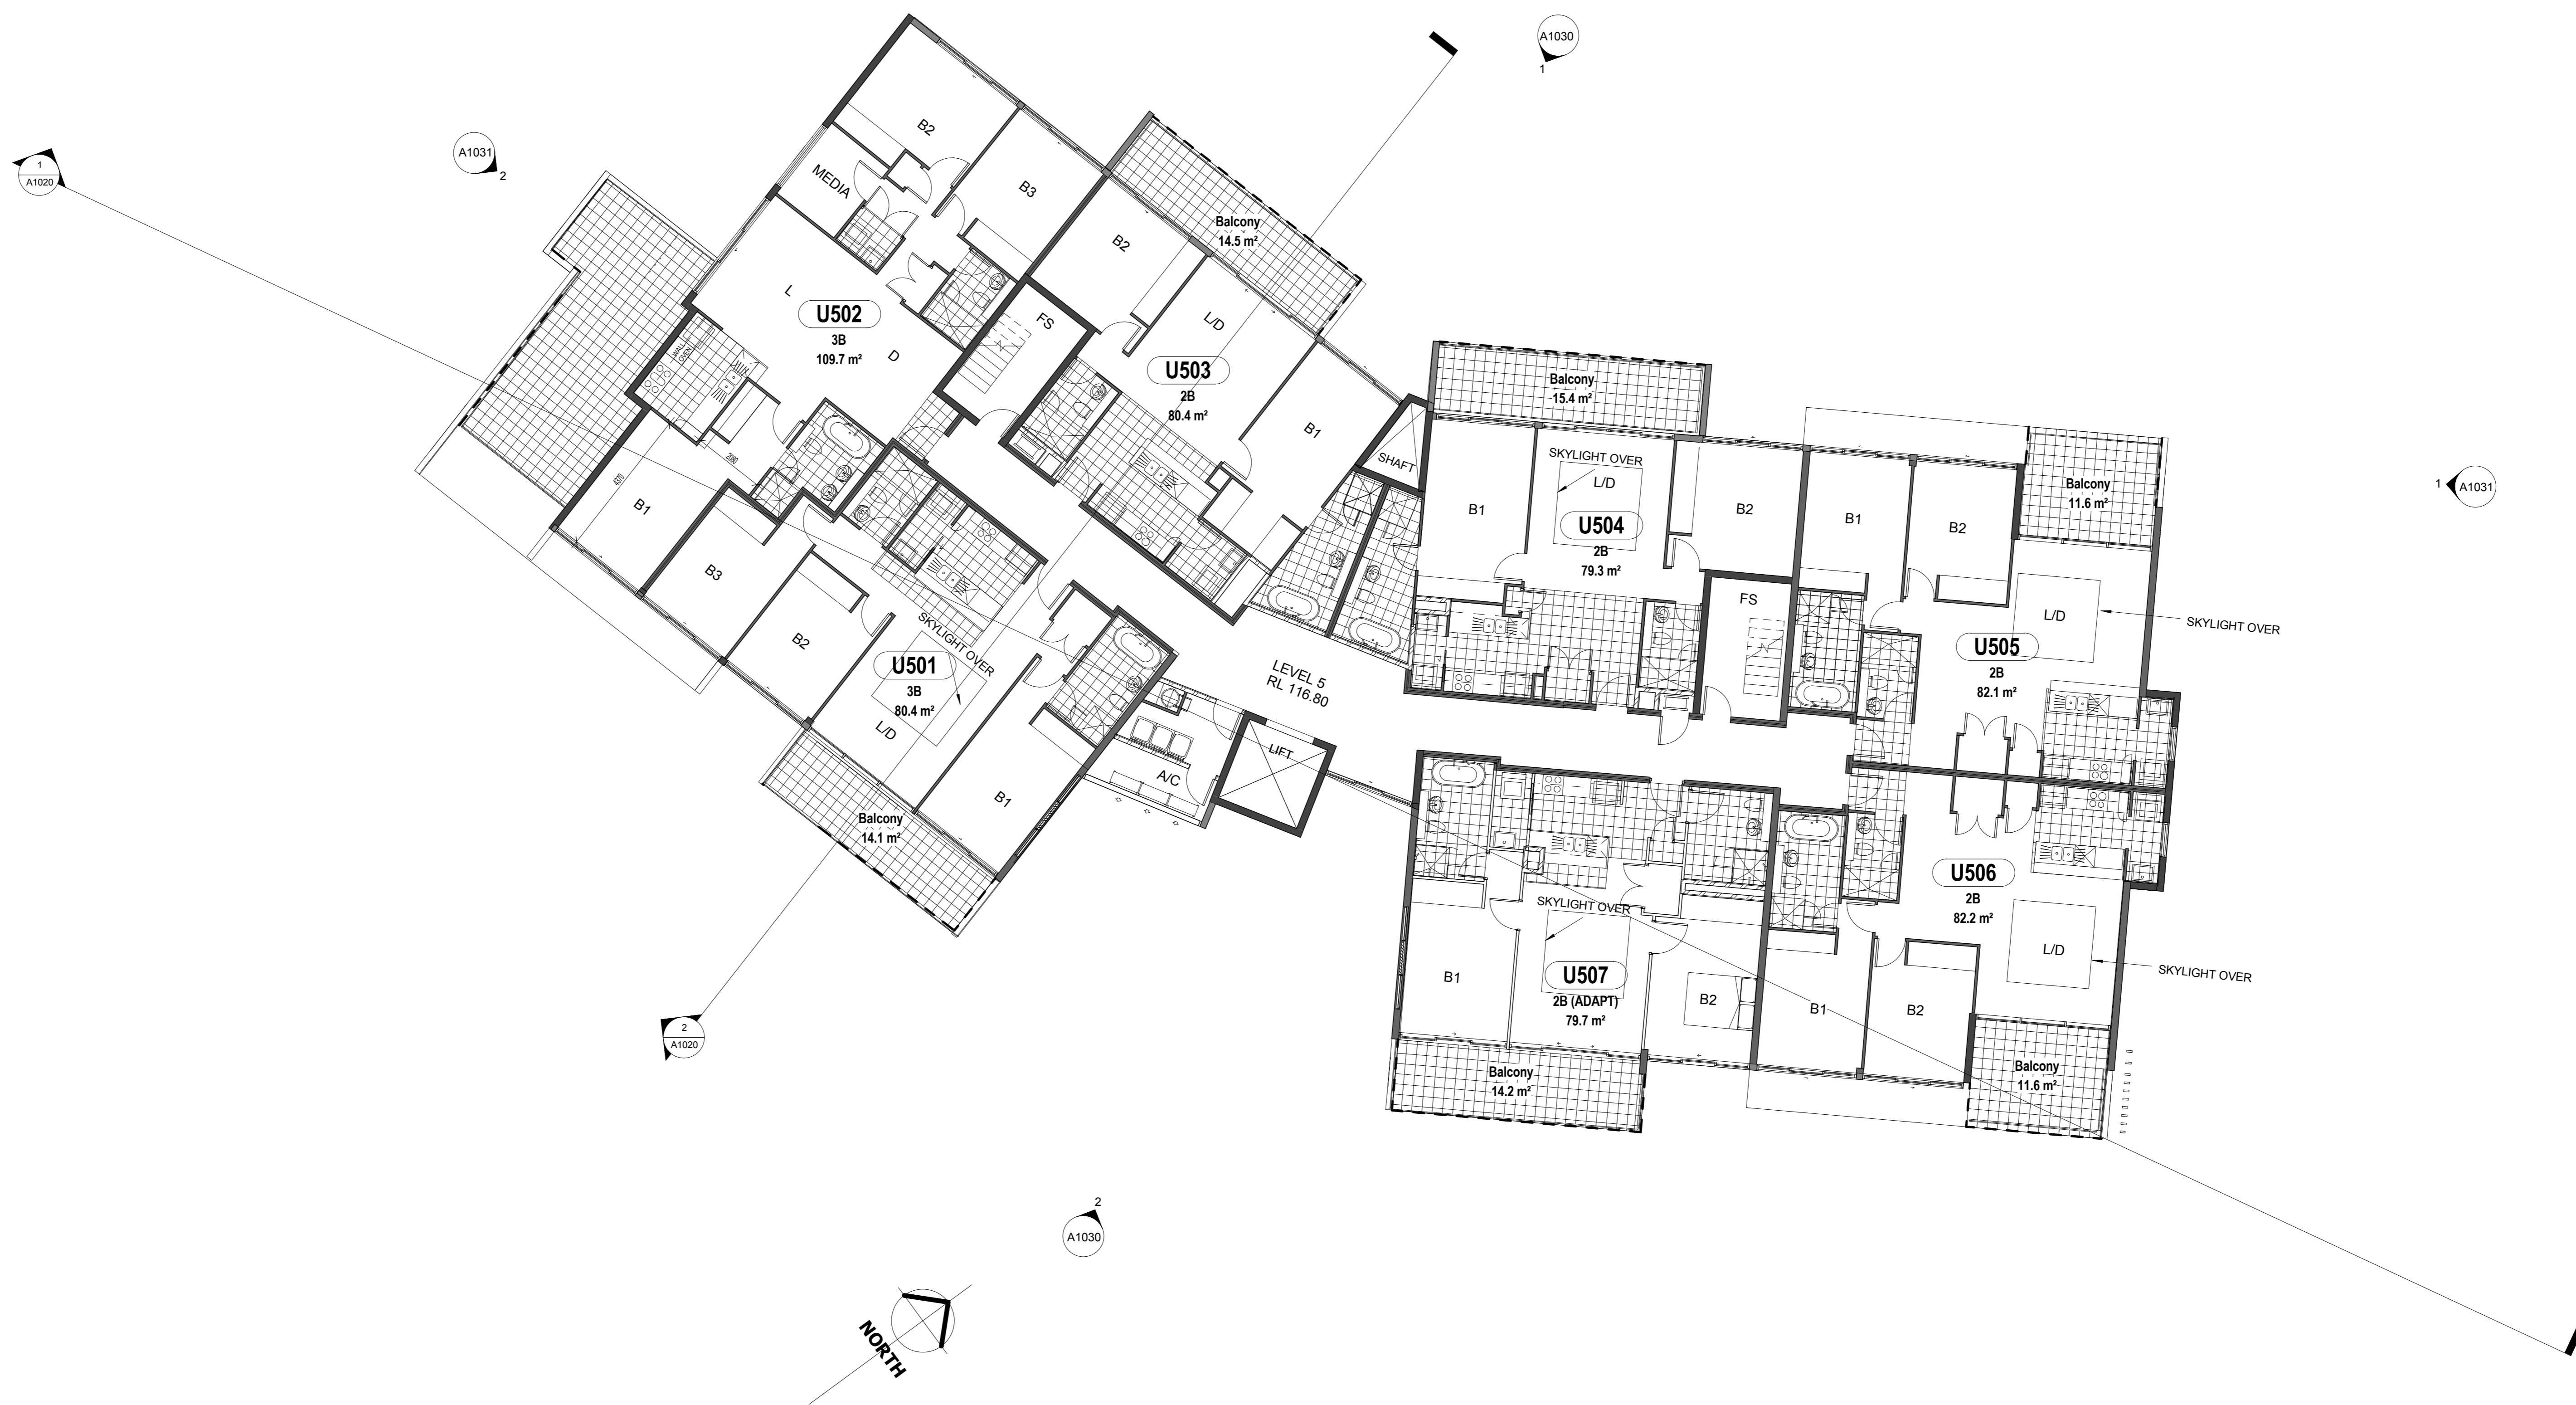 A1030
1
A1031
2
1
A1020
B2
MEDIA
B3
B2
Balcony
14.5 m²
L
U502
3B
109.7 m²
D
WALL
OVEN
FS
L/D
U503
2B
80.4 m²
B1
SHAFT
2080
4370
B1
B3
B2
SKYLIGHT OVER
U501
3B
80.4 m²
L/D
B1
Balcony
14.1 m²
A/C
LIFT
LEVEL 5
RL 116.80
Balcony
15.4 m²
SKYLIGHT OVER
L/D
B1
U504
2B
79.3 m²
B2
FS
B1
B2
Balcony
11.6 m²
L/D
SKYLIGHT OVER
U505
2B
82.1 m²
1
A1031
U506
2B
82.2 m²
L/D
SKYLIGHT OVER
B1
B2
Balcony
11.6 m²
SKYLIGHT OVER
U507
2B (ADAPT)
79.7 m²
B1
B2
Balcony
14.2 m²
2
A1020
2
A1030
NORTH